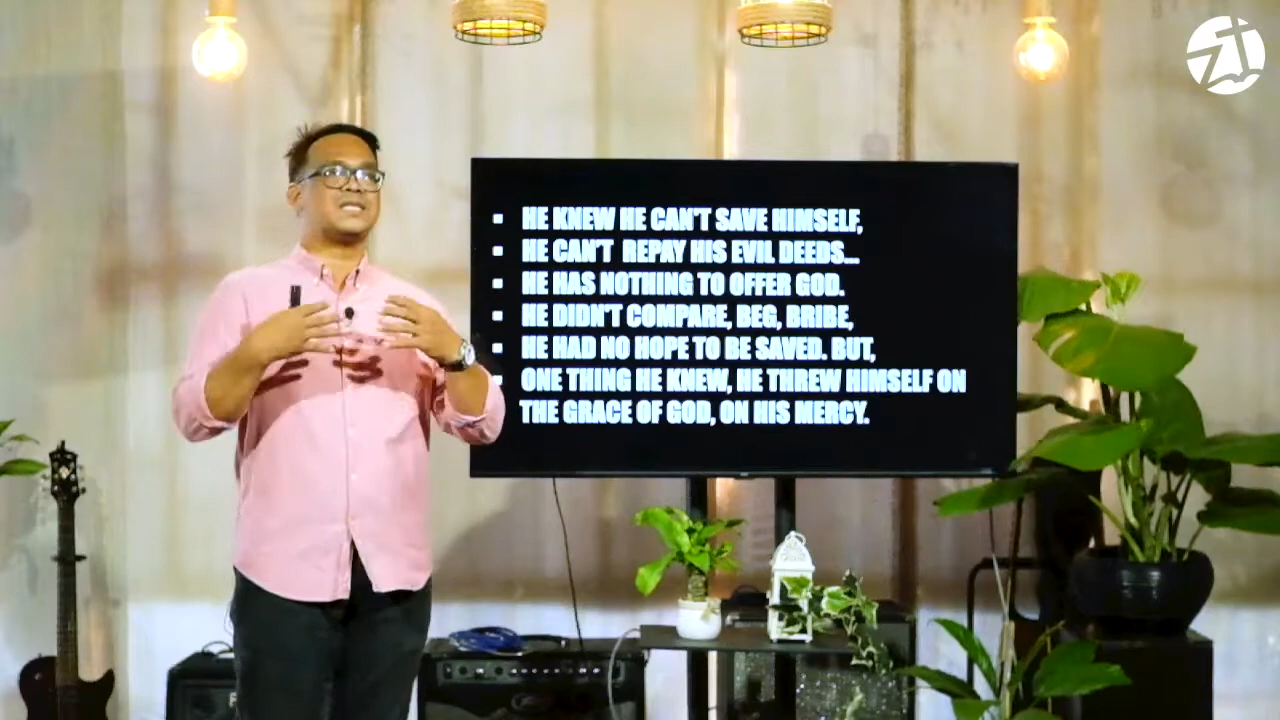 ▪ HE KNEW HE CAN'T SAVE HIMSELF,
▪ HE CAN'T  REPAY HIS EVIL DEEDS...
▪ HE HAS NOTHING TO OFFER GOD.
▪ HE DIDN'T COMPARE, BEG, BRIBE,
▪ HE HAD NO HOPE TO BE SAVED. BUT,
▪ ONE THING HE KNEW, HE THREW HIMSELF ON
THE GRACE OF GOD, ON HIS MERCY.